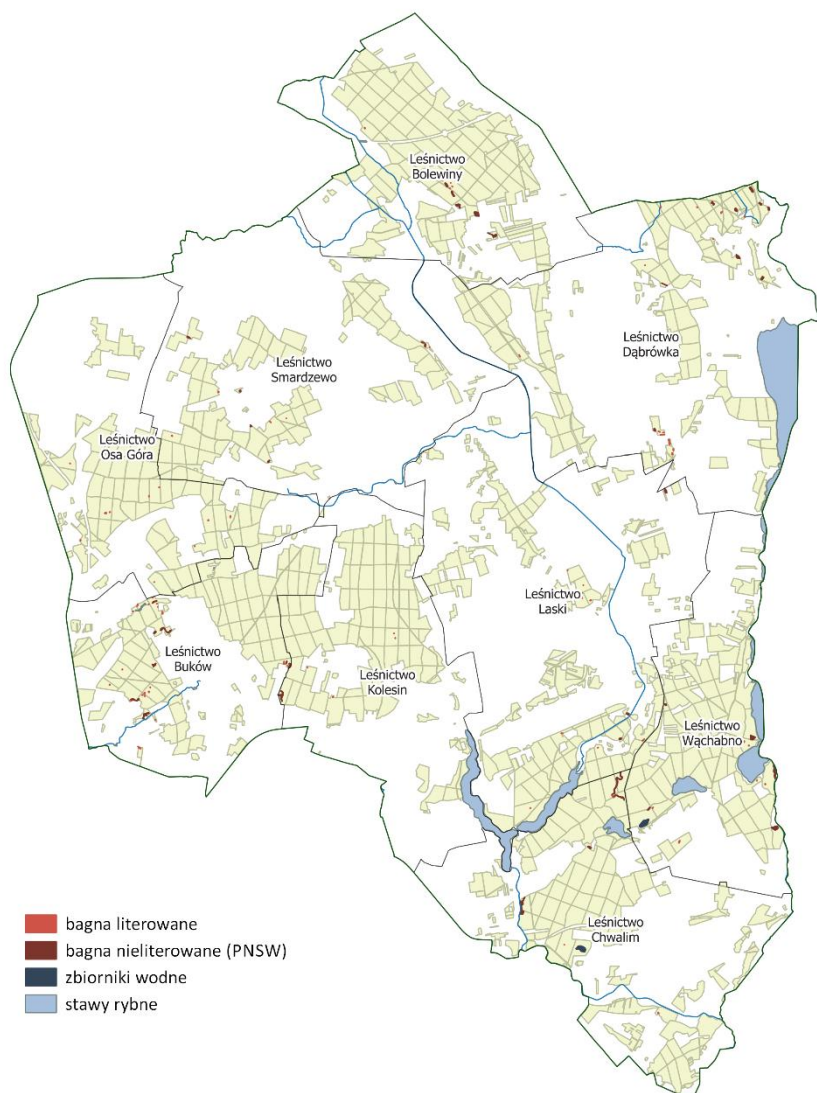 Leśnictwo
Bolewiny
Leśnictwo
Dąbrówka
Leśnictwo
Smardzewo
Leśnictwo
Osa Góra
Leśnictwo
Laski
Leśnictwo
Buków
Leśnictwo
Kolesin
Leśnictwo
Wąchabno
Leśnictwo
Chwalim
bagna literowane
bagna nieliterowane (PNSW)
zbiorniki wodne
stawy rybne